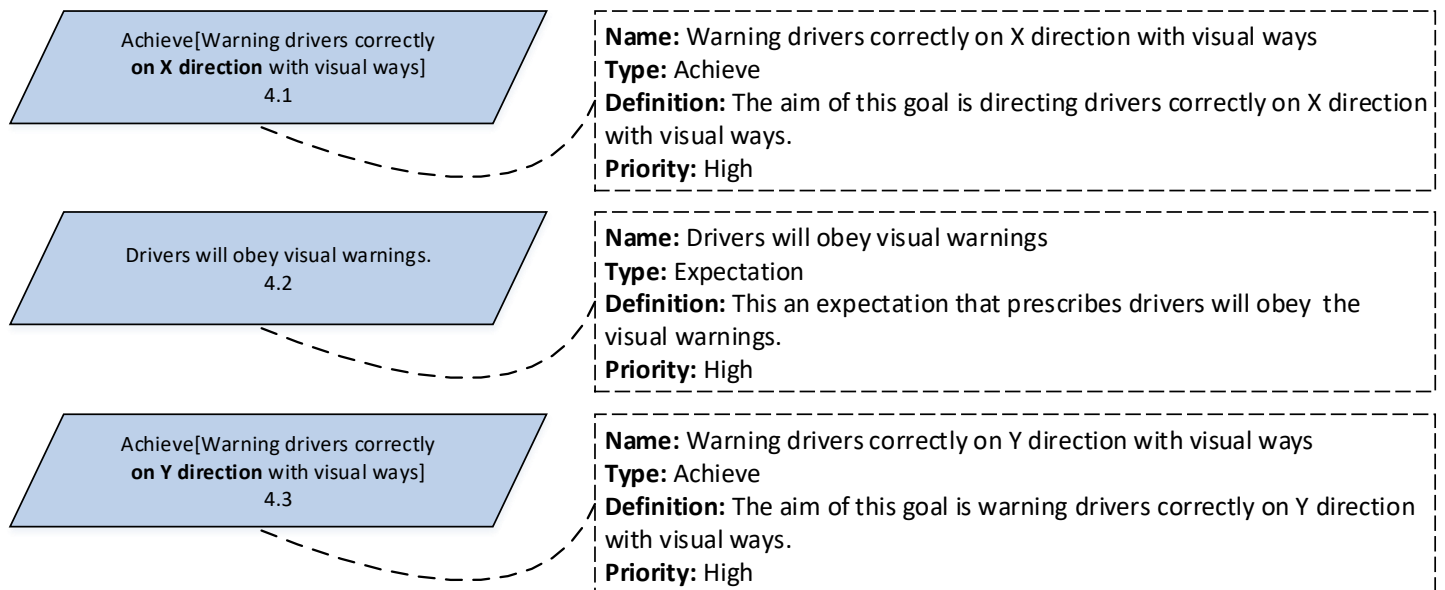 Achieve[Warning drivers correctly
on X direction with visual ways]
4.1
Name: Warning drivers correctly on X direction with visual ways
Type: Achieve
Definition: The aim of this goal is directing drivers correctly on X direction
with visual ways.
Priority: High
Drivers will obey visual warnings.
4.2
Name: Drivers will obey visual warnings
Type: Expectation
Definition: This an expectation that prescribes drivers will obey  the
visual warnings.
Priority: High
Achieve[Warning drivers correctly
on Y direction with visual ways]
4.3
Name: Warning drivers correctly on Y direction with visual ways
Type: Achieve
Definition: The aim of this goal is warning drivers correctly on Y direction
with visual ways.
Priority: High